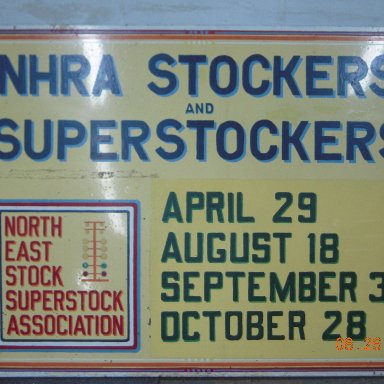 NHRA STOCKERS
AND
SUPERSTOCKERS
NORTH
EAST
STOCK
SUPERSTOCK
ASSOCIATION
APRIL 29
AUGUST 18
SEPTEMBER 3
OCTOBER 28